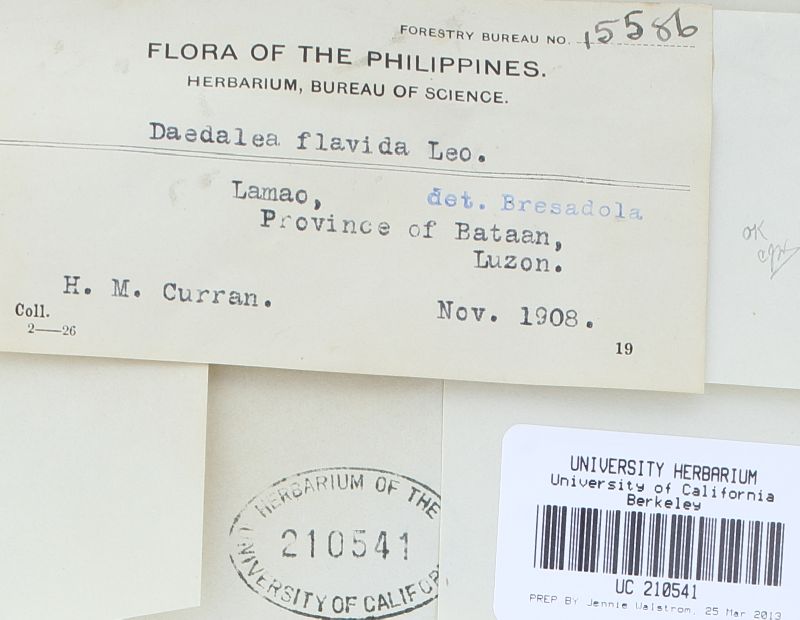 FORESTRY BUREAU NO. 15586
FLORA OF THE PHILIPPINES.
HERBARIUM, BUREAU OF SCIENCE.
Daedalea flavida Leo.
Lamao, det. Bresadola
Province of Bataan,
Luzon.
H. M. Curran.
Nov. 1908.
Coll.
2—26
19
OK
HERBARIUM OF THE
210541
UNIVERSITY OF CALIFOR
UNIVERSITY HERBARIUM
University of California
Berkeley
UC 210541
PREP BY Jennie Walstrom, 25 Mar 2013